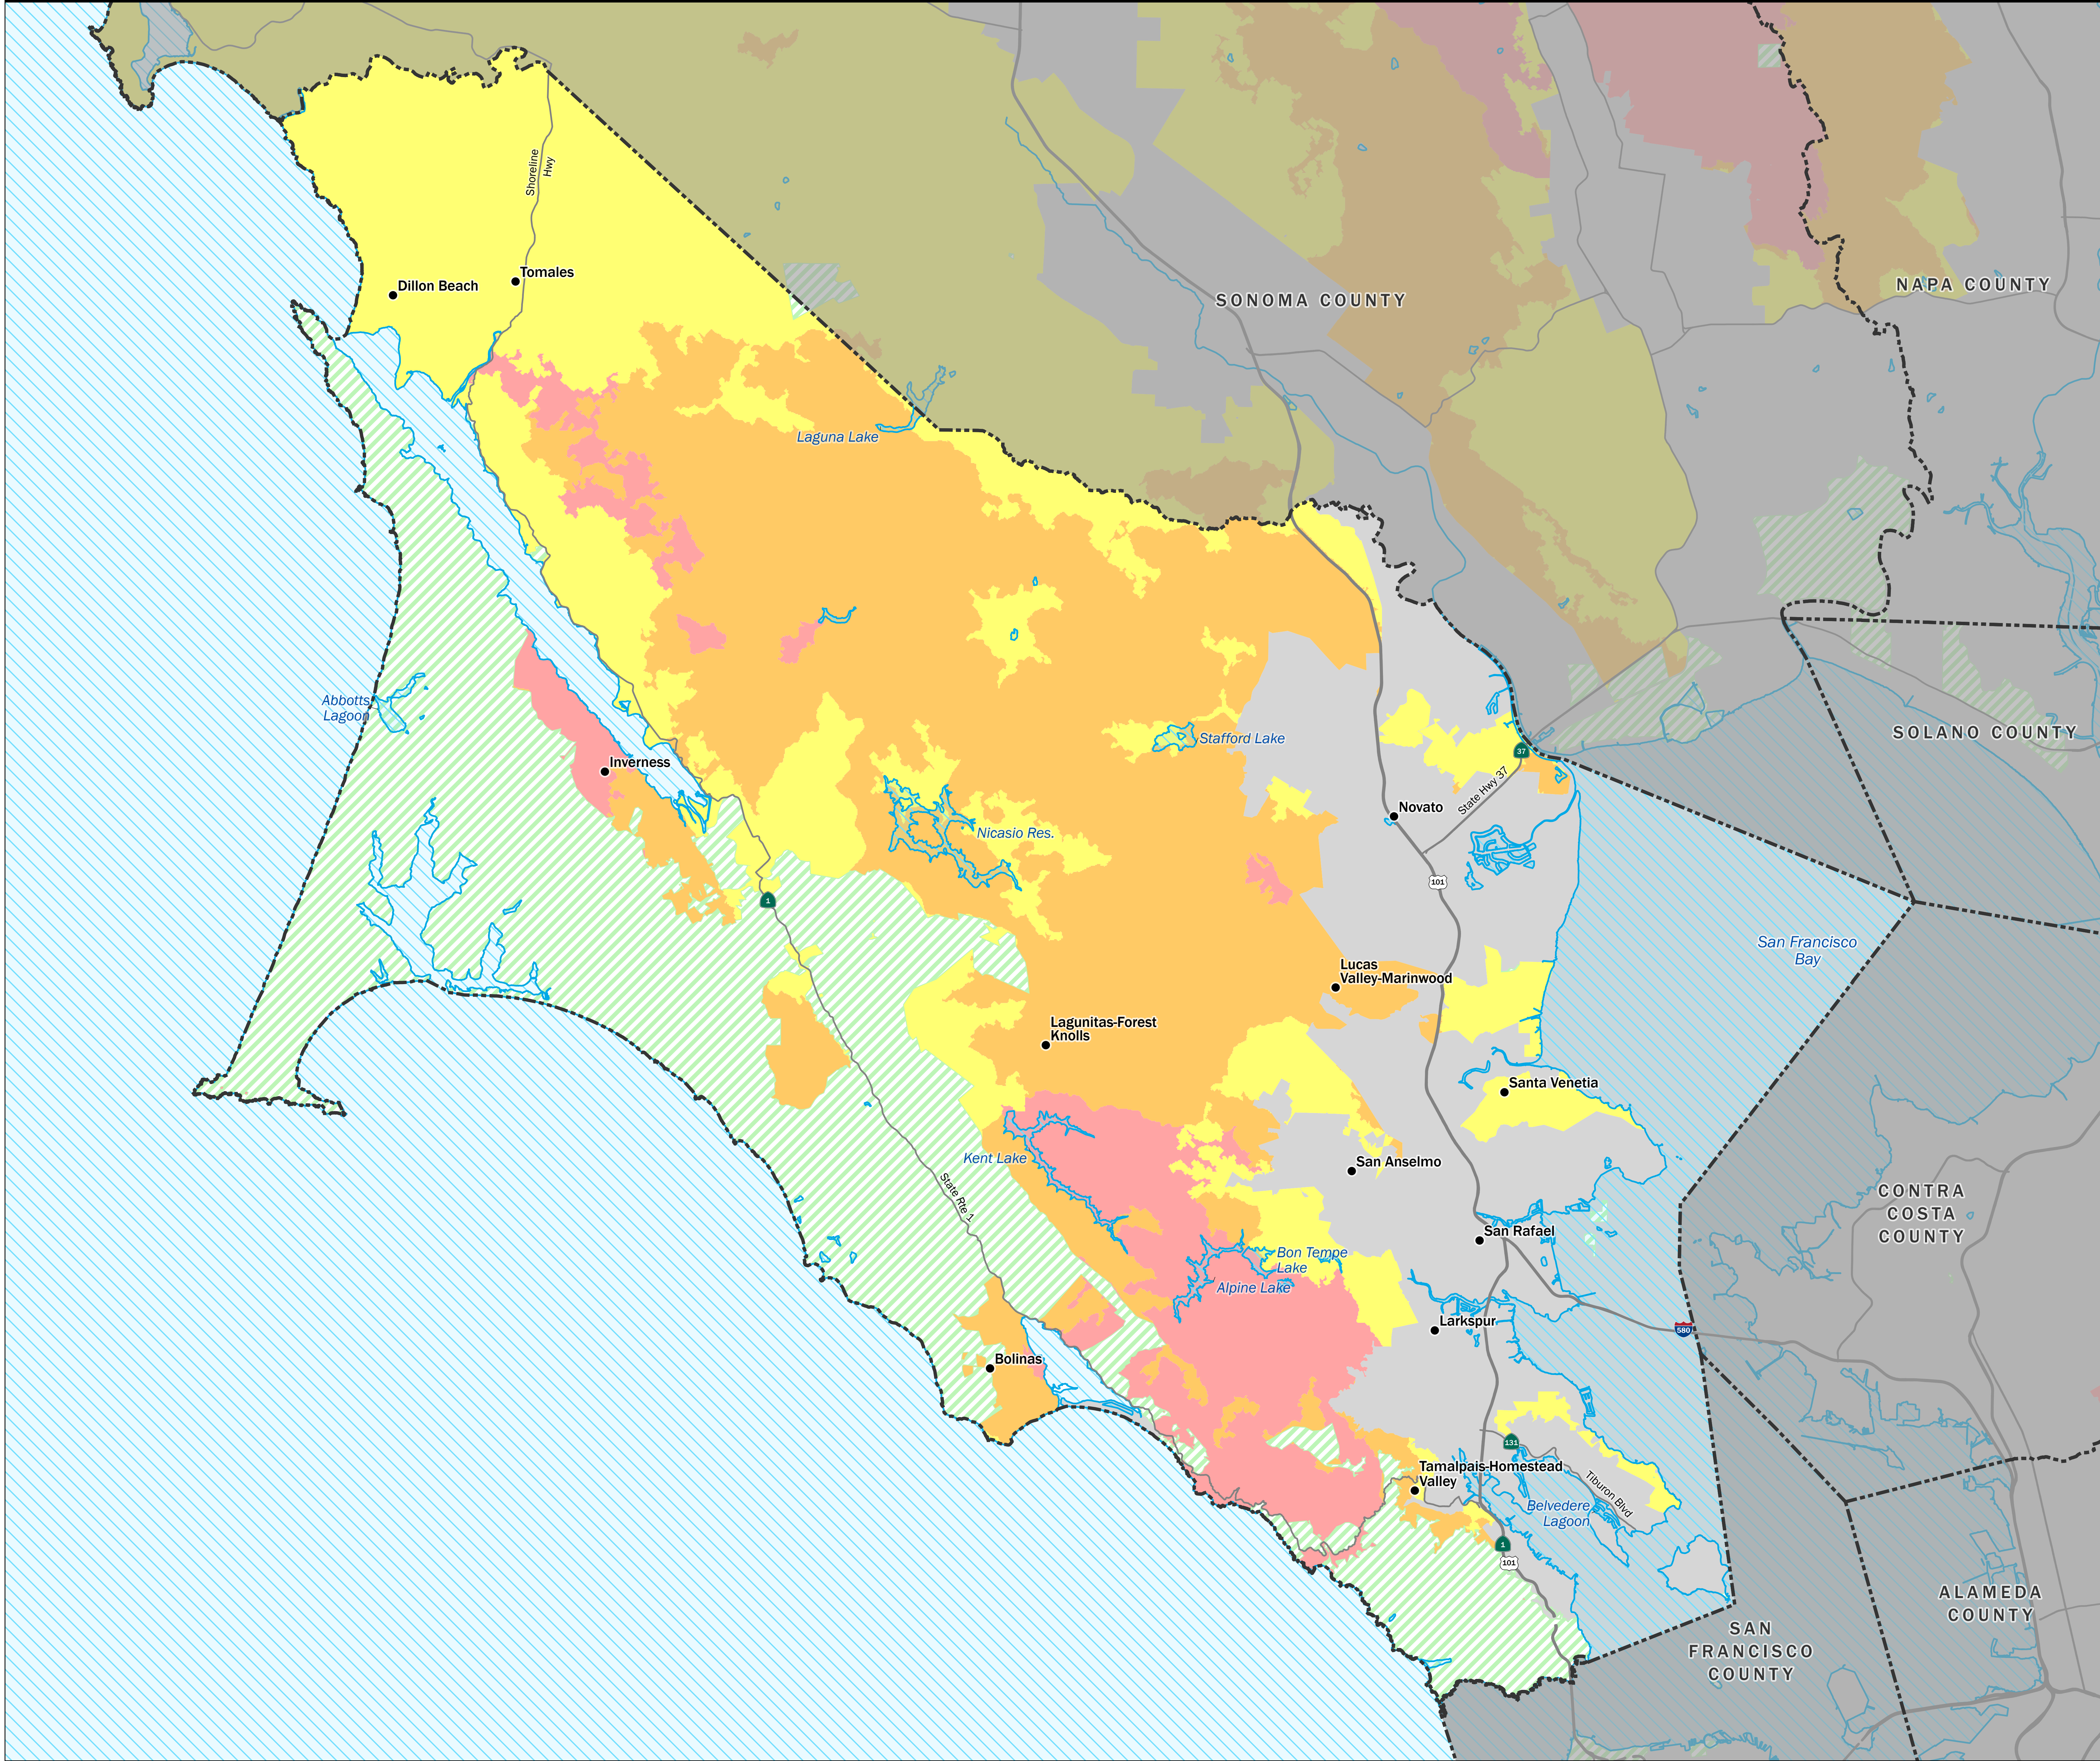 Shoreline
Hwy
Tomales
Dillon Beach
SONOMA COUNTY
NAPA COUNTY
Laguna Lake
Abbotts
Lagoon
Stafford Lake
SOLANO COUNTY
37
Inverness
State Hwy 37
Novato
Nicasio Res.
101
1
San Francisco
Bay
Lucas
Valley-Marinwood
Lagunitas-Forest
Knolls
Santa Venetia
Kent Lake
San Anselmo
State Rte 1
CONTRA
COSTA
COUNTY
San Rafael
Bon Tempe
Lake
Alpine Lake
Larkspur
580
Bolinas
131
Tamalpais-Homestead
Valley
Tiburon Blvd
Belvedere
Lagoon
1
101
ALAMEDA
COUNTY
SAN
FRANCISCO
COUNTY